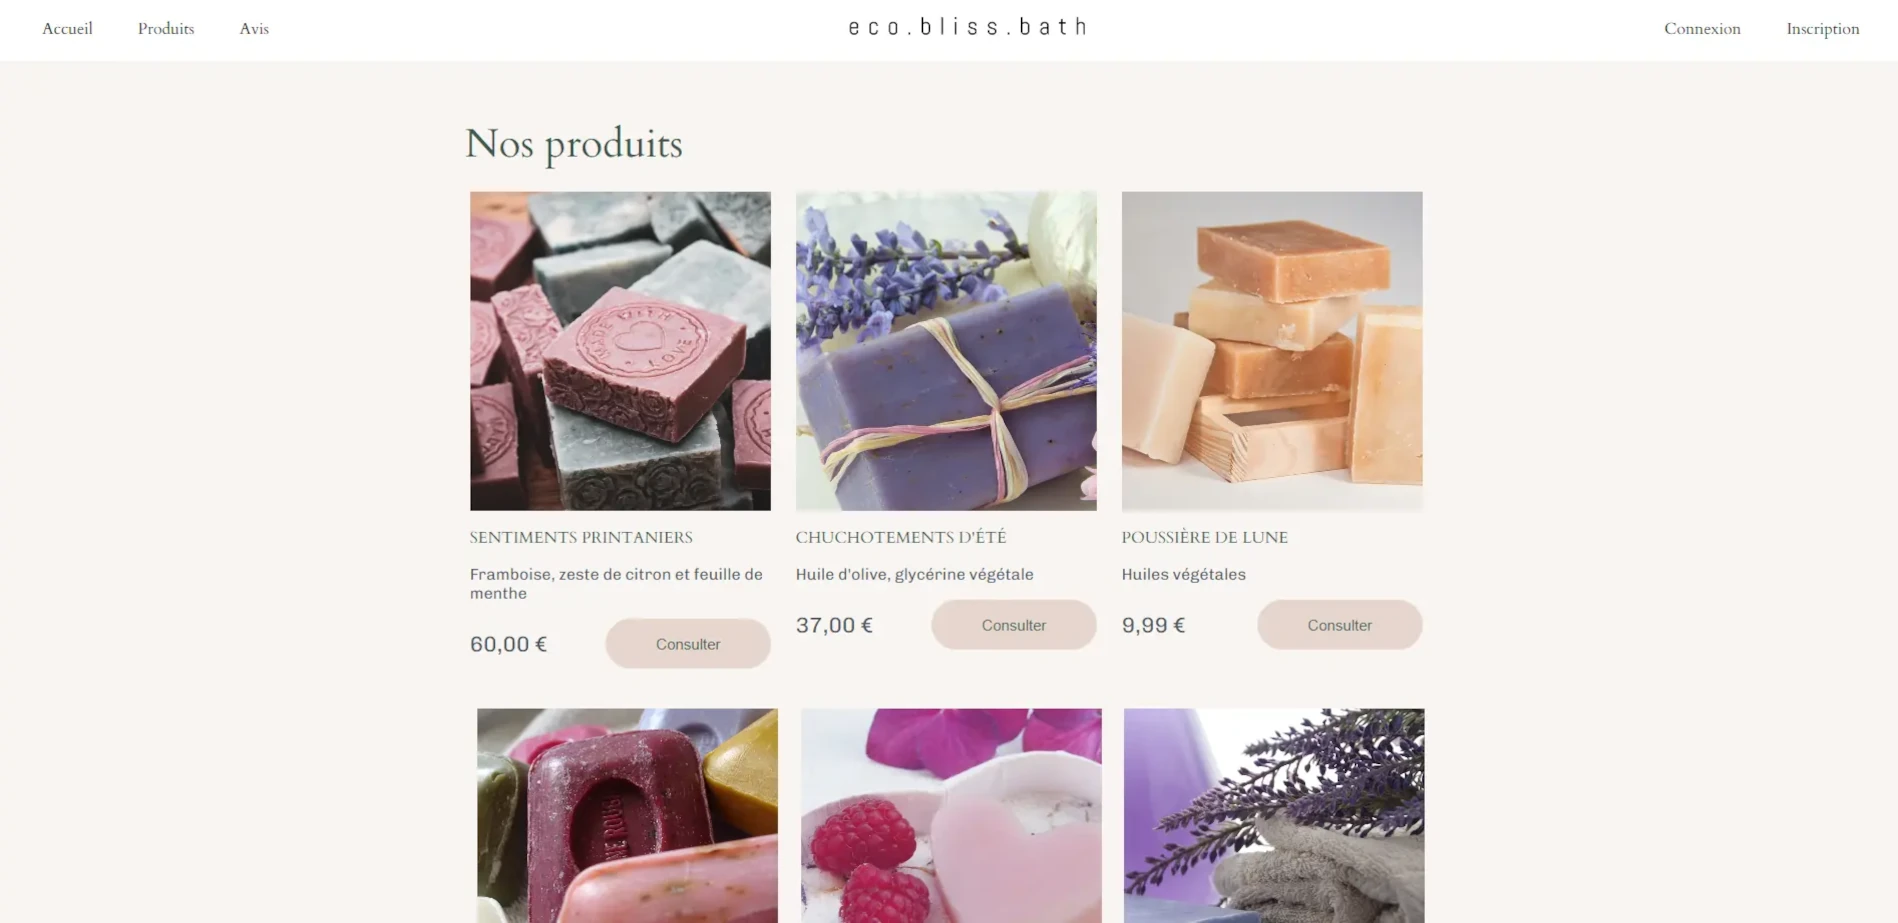 Accueil Produits Avis eco.bliss.bath Connexion Inscription
Nos produits
MADE WITH LOVE
SENTIMENTS PRINTANIERS
Framboise, zeste de citron et feuille de
menthe
60,00 €
Consulter
CHUCHOTEMENTS D'ÉTÉ
Huile d'olive, glycérine végétale
37,00 €
Consulter
POUSSIÈRE DE LUNE
Huiles végétales
9,99 €
Consulter